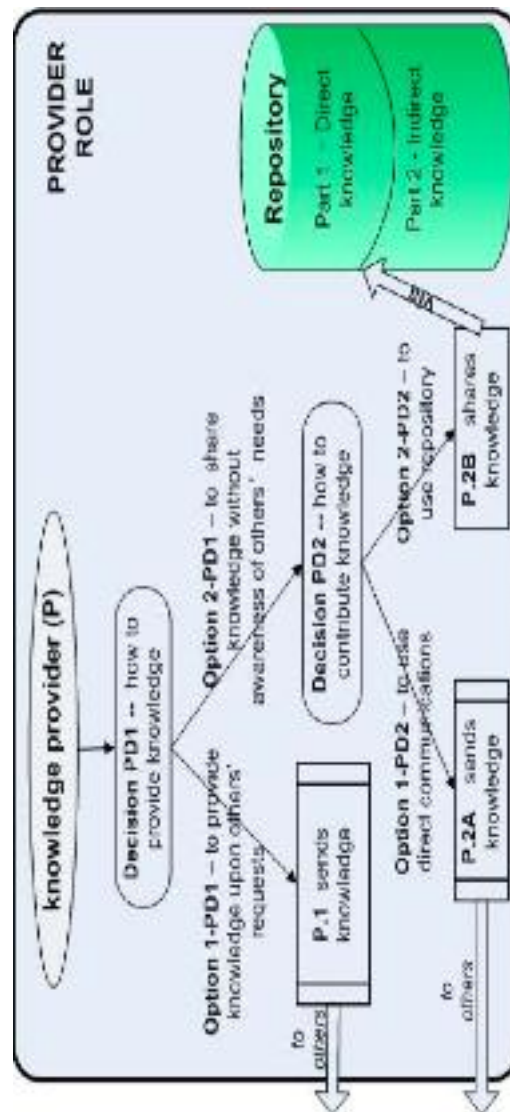 PROVIDER
ROLE
knowledge provider (P)
Decision PD1 -- how to
provide knowledge
Option 1-PD1 – to provide
knowledge upon others'
requests
Option 2-PD1 – to share
knowledge without
awareness of others' needs
P.1 sends
knowledge
to
others
Decision PD2 -- how to
contribute knowledge
Option 1-PD2 – to use
direct communications
Option 2-PD2 – to
use repository
P.2A sends
knowledge
to
others
P.2B shares
knowledge
via
Repository
Part 1 - Direct
knowledge
Part 2 - Indirect
knowledge